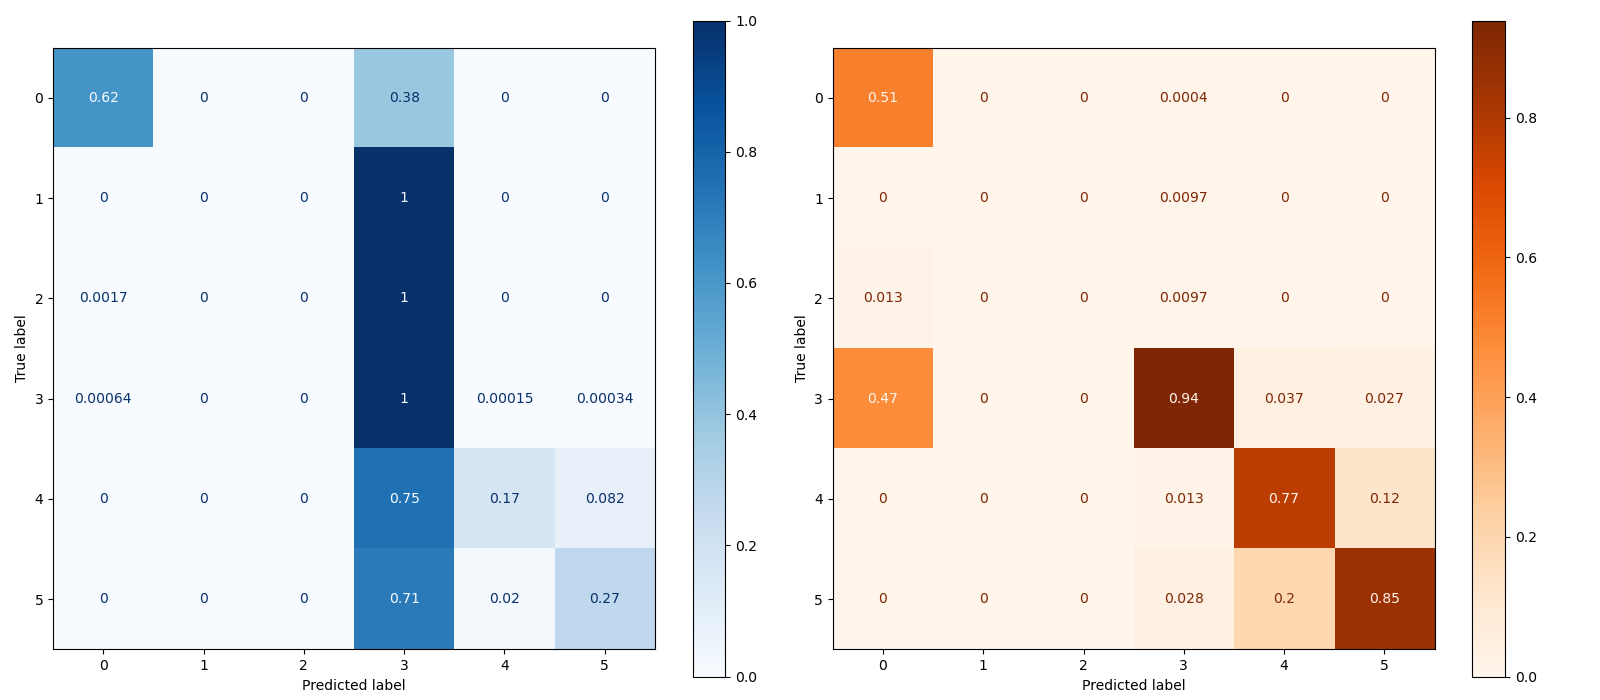 1.0
0.8
0.6
0.4
0.2
0.0
0 0.62 0 0 0.38 0 0
1 0 0 0 1 0 0
2 0.0017 0 0 1 0 0
3 0.00064 0 0 1 0.00015 0.00034
4 0 0 0 0.75 0.17 0.082
5 0 0 0 0.71 0.02 0.27
0 1 2 3 4 5
True label
Predicted label
0.8
0.6
0.4
0.2
0.0
0 0.51 0 0 0.0004 0 0
1 0 0 0 0.0097 0 0
2 0.013 0 0 0.0097 0 0
3 0.47 0 0 0.94 0.037 0.027
4 0 0 0 0.013 0.77 0.12
5 0 0 0 0.028 0.2 0.85
0 1 2 3 4 5
True label
Predicted label